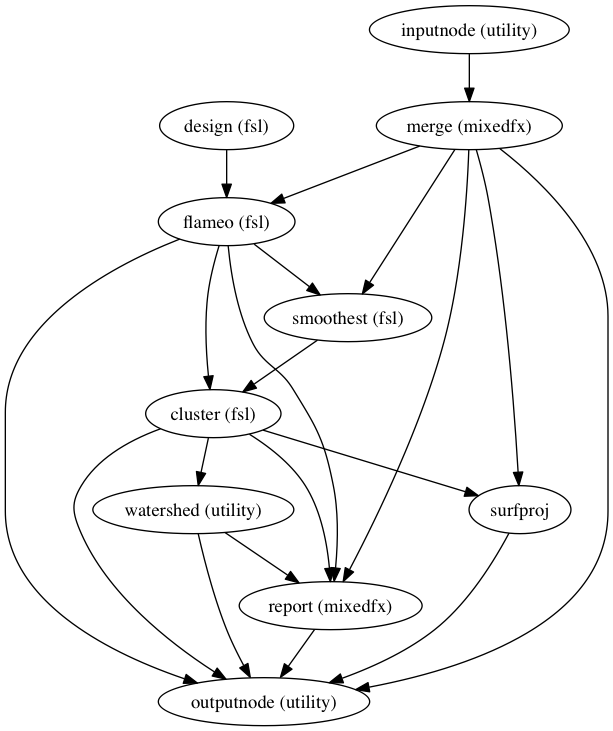 inputnode (utility)
design (fsl)
merge (mixedfx)
flameo (fsl)
smoothest (fsl)
cluster (fsl)
watershed (utility)
surfproj
report (mixedfx)
outputnode (utility)